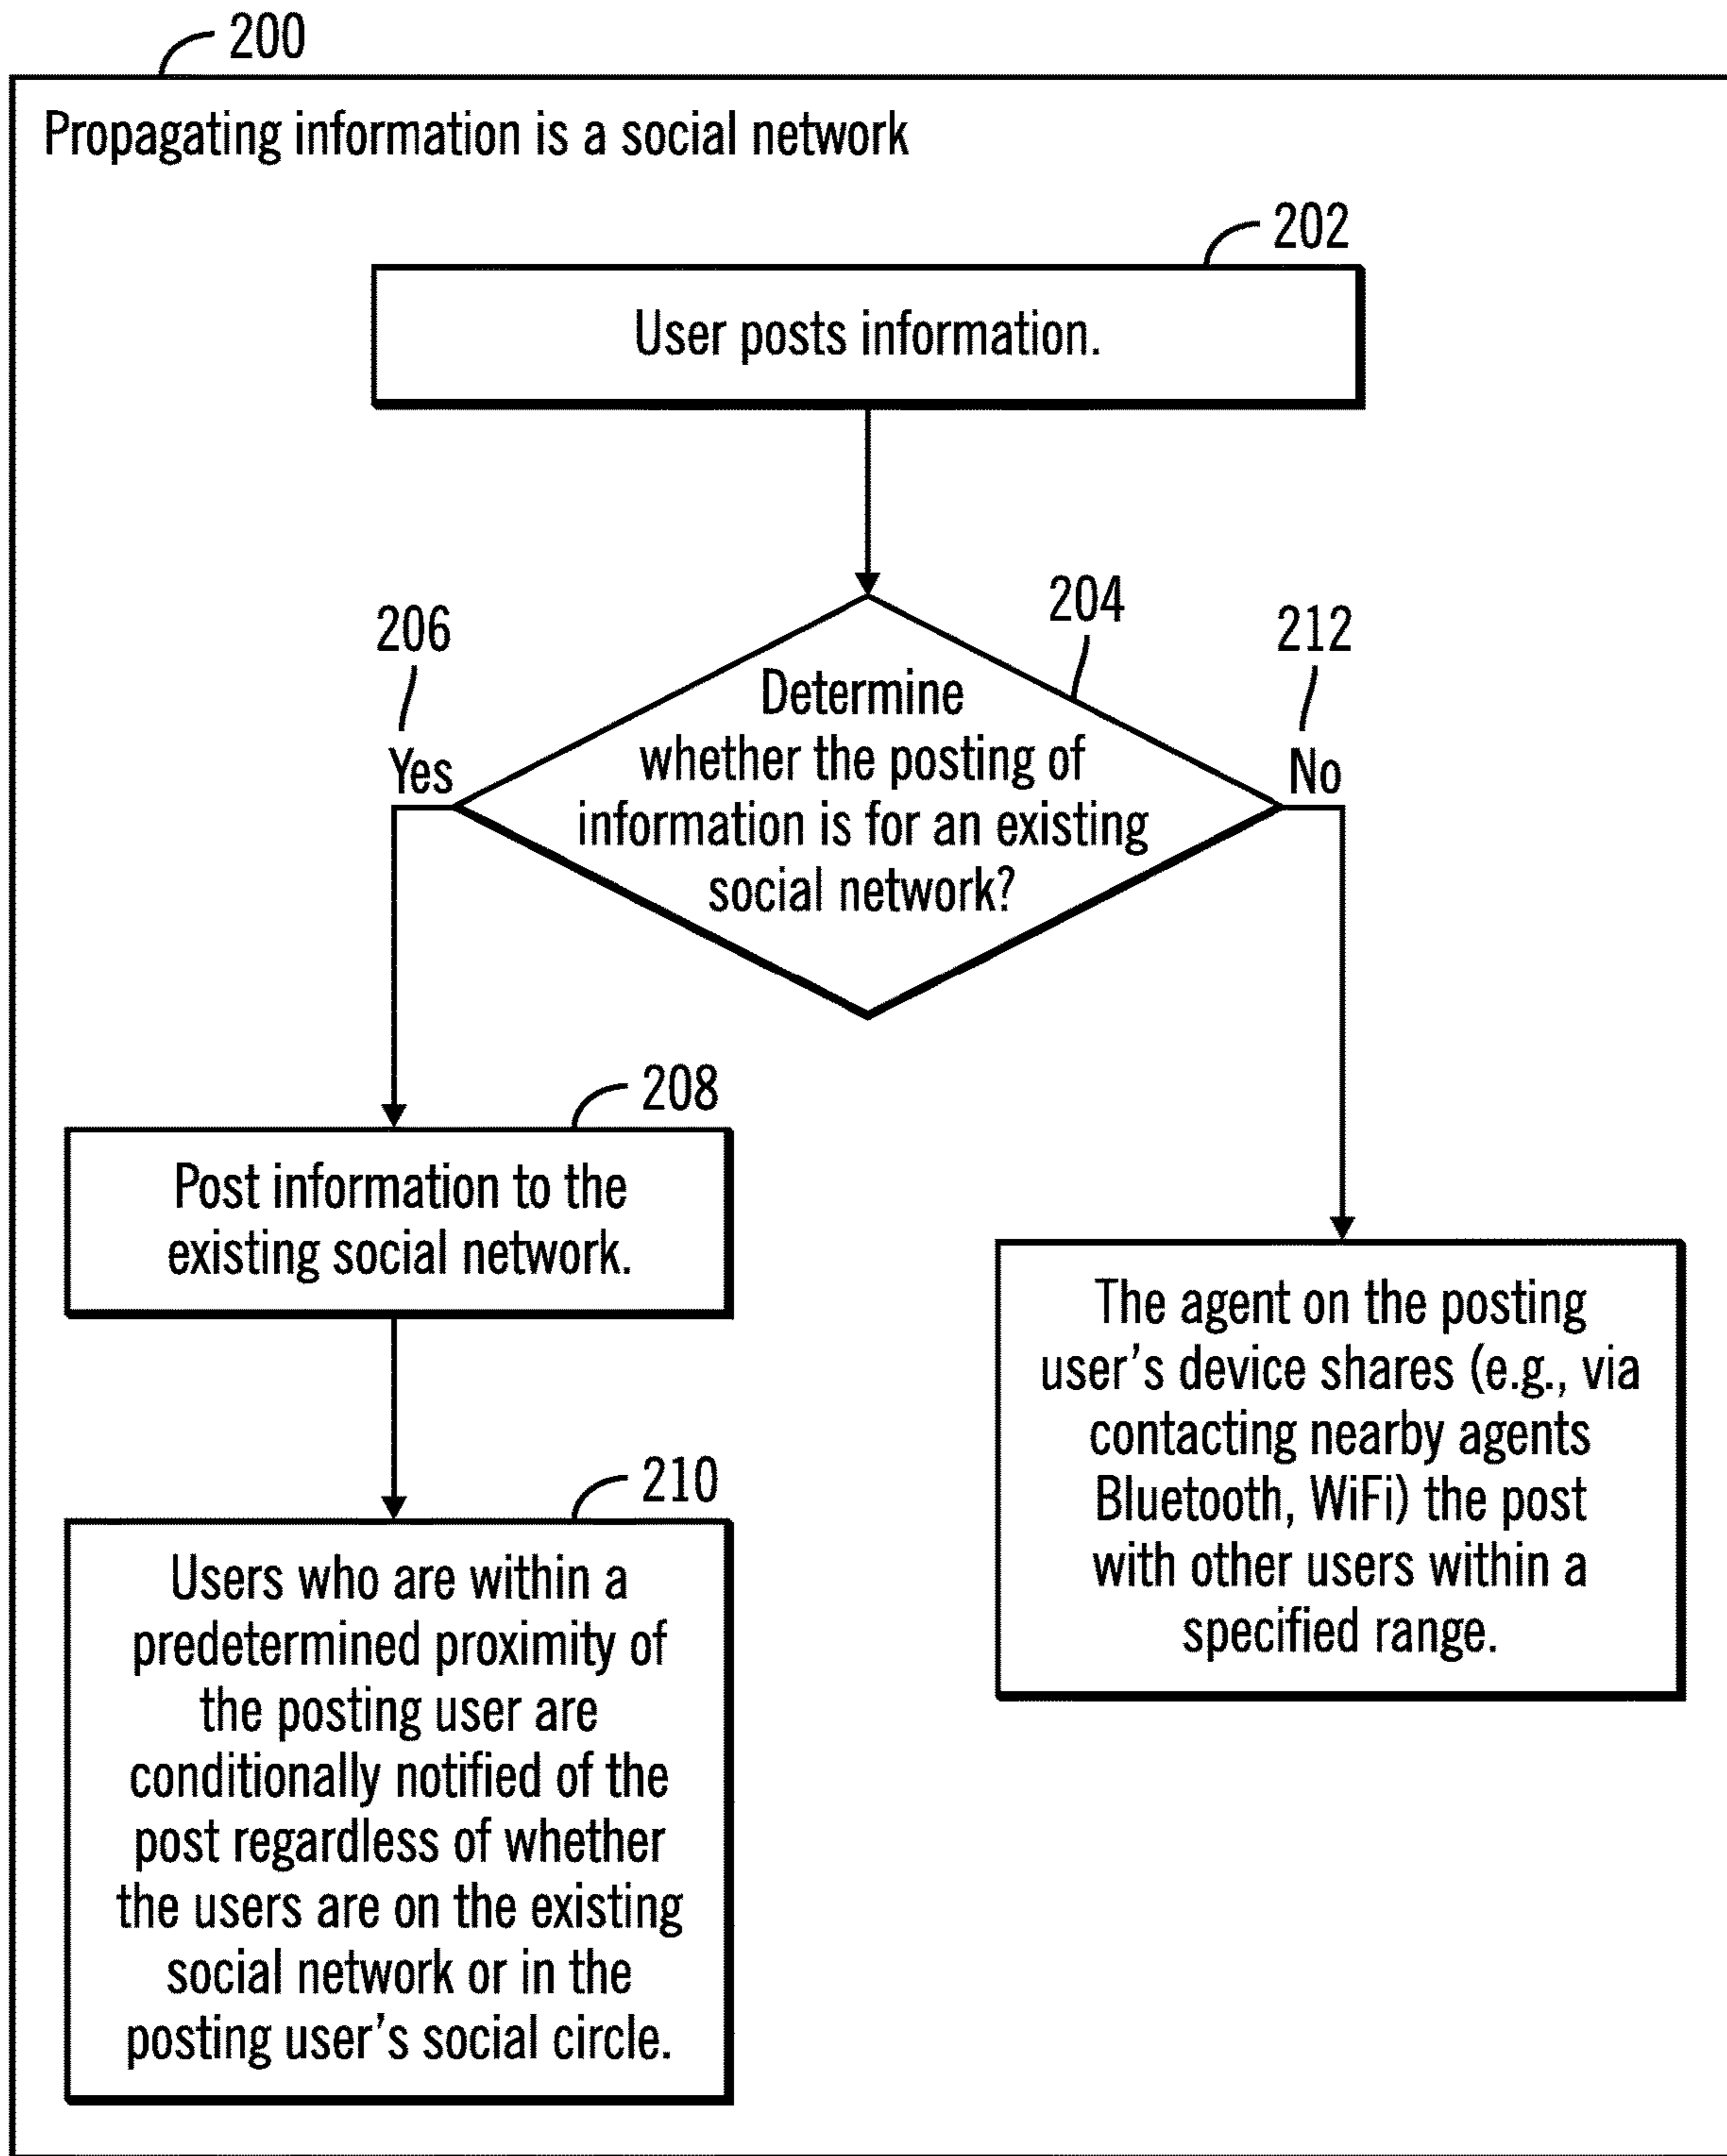 200
Propagating information is a social network
202
User posts information.
204
206
212
Determine
whether the posting of
information is for an existing
social network?
Yes
No
208
Post information to the
existing social network.
210
Users who are within a
predetermined proximity of
the posting user are
conditionally notified of the
post regardless of whether
the users are on the existing
social network or in the
posting user's social circle.
The agent on the posting
user's device shares (e.g., via
contacting nearby agents
Bluetooth, WiFi) the post
with other users within a
specified range.